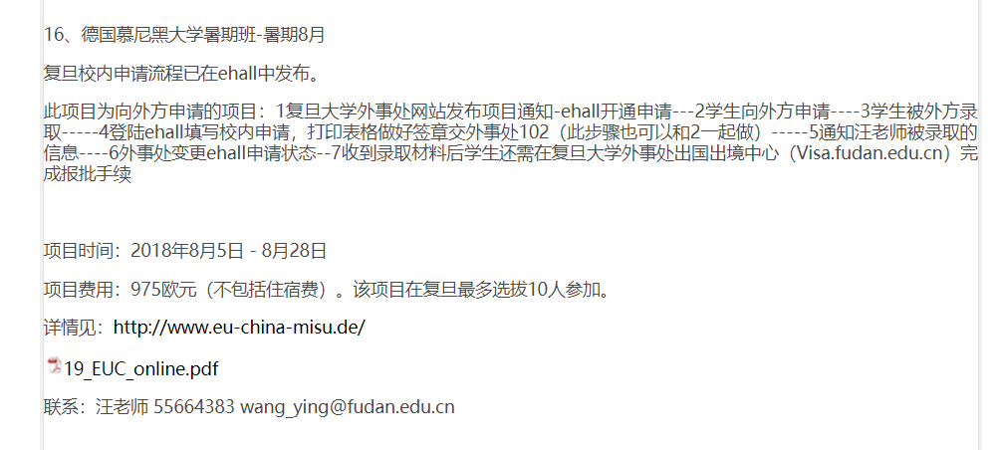 16、德国慕尼黑大学暑期班-暑期8月
复旦校内申请流程已在ehall中发布。
此项目为向外方申请的项目：1复旦大学外事处网站发布项目通知-ehall开通申请---2学生向外方申请----3学生被外方录
取-----4登陆ehall填写校内申请，打印表格做好签章交外事处102（此步骤也可以和2一起做）-----5通知汪老师被录取的
信息----6外事处变更ehall申请状态--7收到录取材料后学生还需在复旦大学外事处出国出境中心（Visa.fudan.edu.cn）完
成报批手续
项目时间：2018年8月5日 - 8月28日
项目费用：975欧元（不包括住宿费）。该项目在复旦最多选拔10人参加。
详情见：http://www.eu-china-misu.de/
19_EUC_online.pdf
联系：汪老师 55664383 wang_ying@fudan.edu.cn